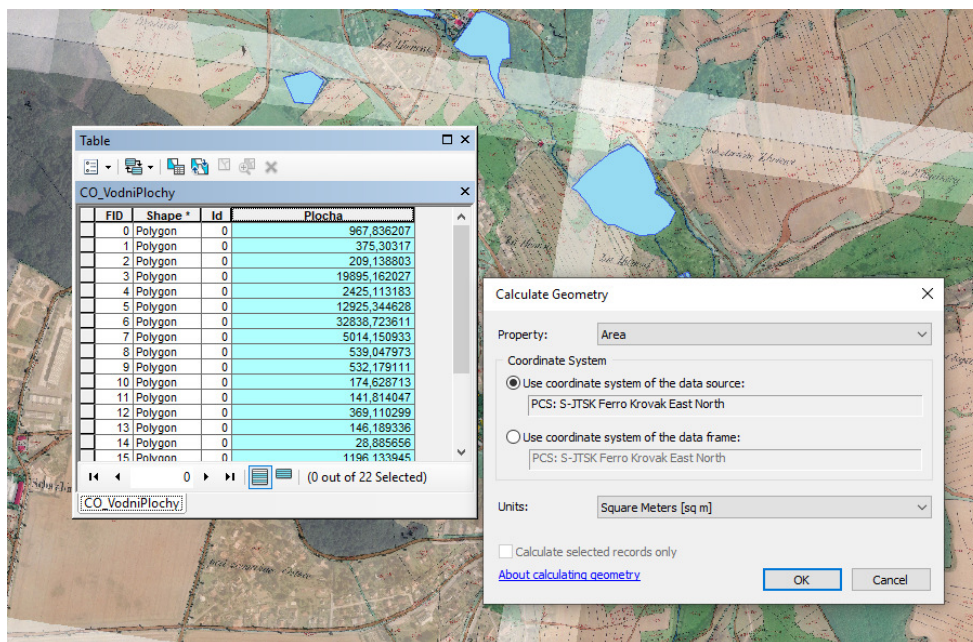 Table
CO_VodniPlochy
FID Shape * Id Plocha
0 Polygon 0 967,836207
1 Polygon 0 375,30317
2 Polygon 0 209,138803
3 Polygon 0 19895,162027
4 Polygon 0 2425,113183
5 Polygon 0 12925,344628
6 Polygon 0 32838,723611
7 Polygon 0 5014,150933
8 Polygon 0 539,047973
9 Polygon 0 532,179111
10 Polygon 0 174,628713
11 Polygon 0 141,814047
12 Polygon 0 369,110299
13 Polygon 0 146,189336
14 Polygon 0 28,885656
15 Polygon 0 1196,133945
0 (0 out of 22 Selected)
CO_VodniPlochy
Calculate Geometry
Property: Area
Coordinate System
Use coordinate system of the data source:
PCS: S-JTSK Ferro Krovak East North
Use coordinate system of the data frame:
PCS: S-JTSK Ferro Krovak East North
Units: Square Meters [sq m]
Calculate selected records only
About calculating geometry
OK Cancel